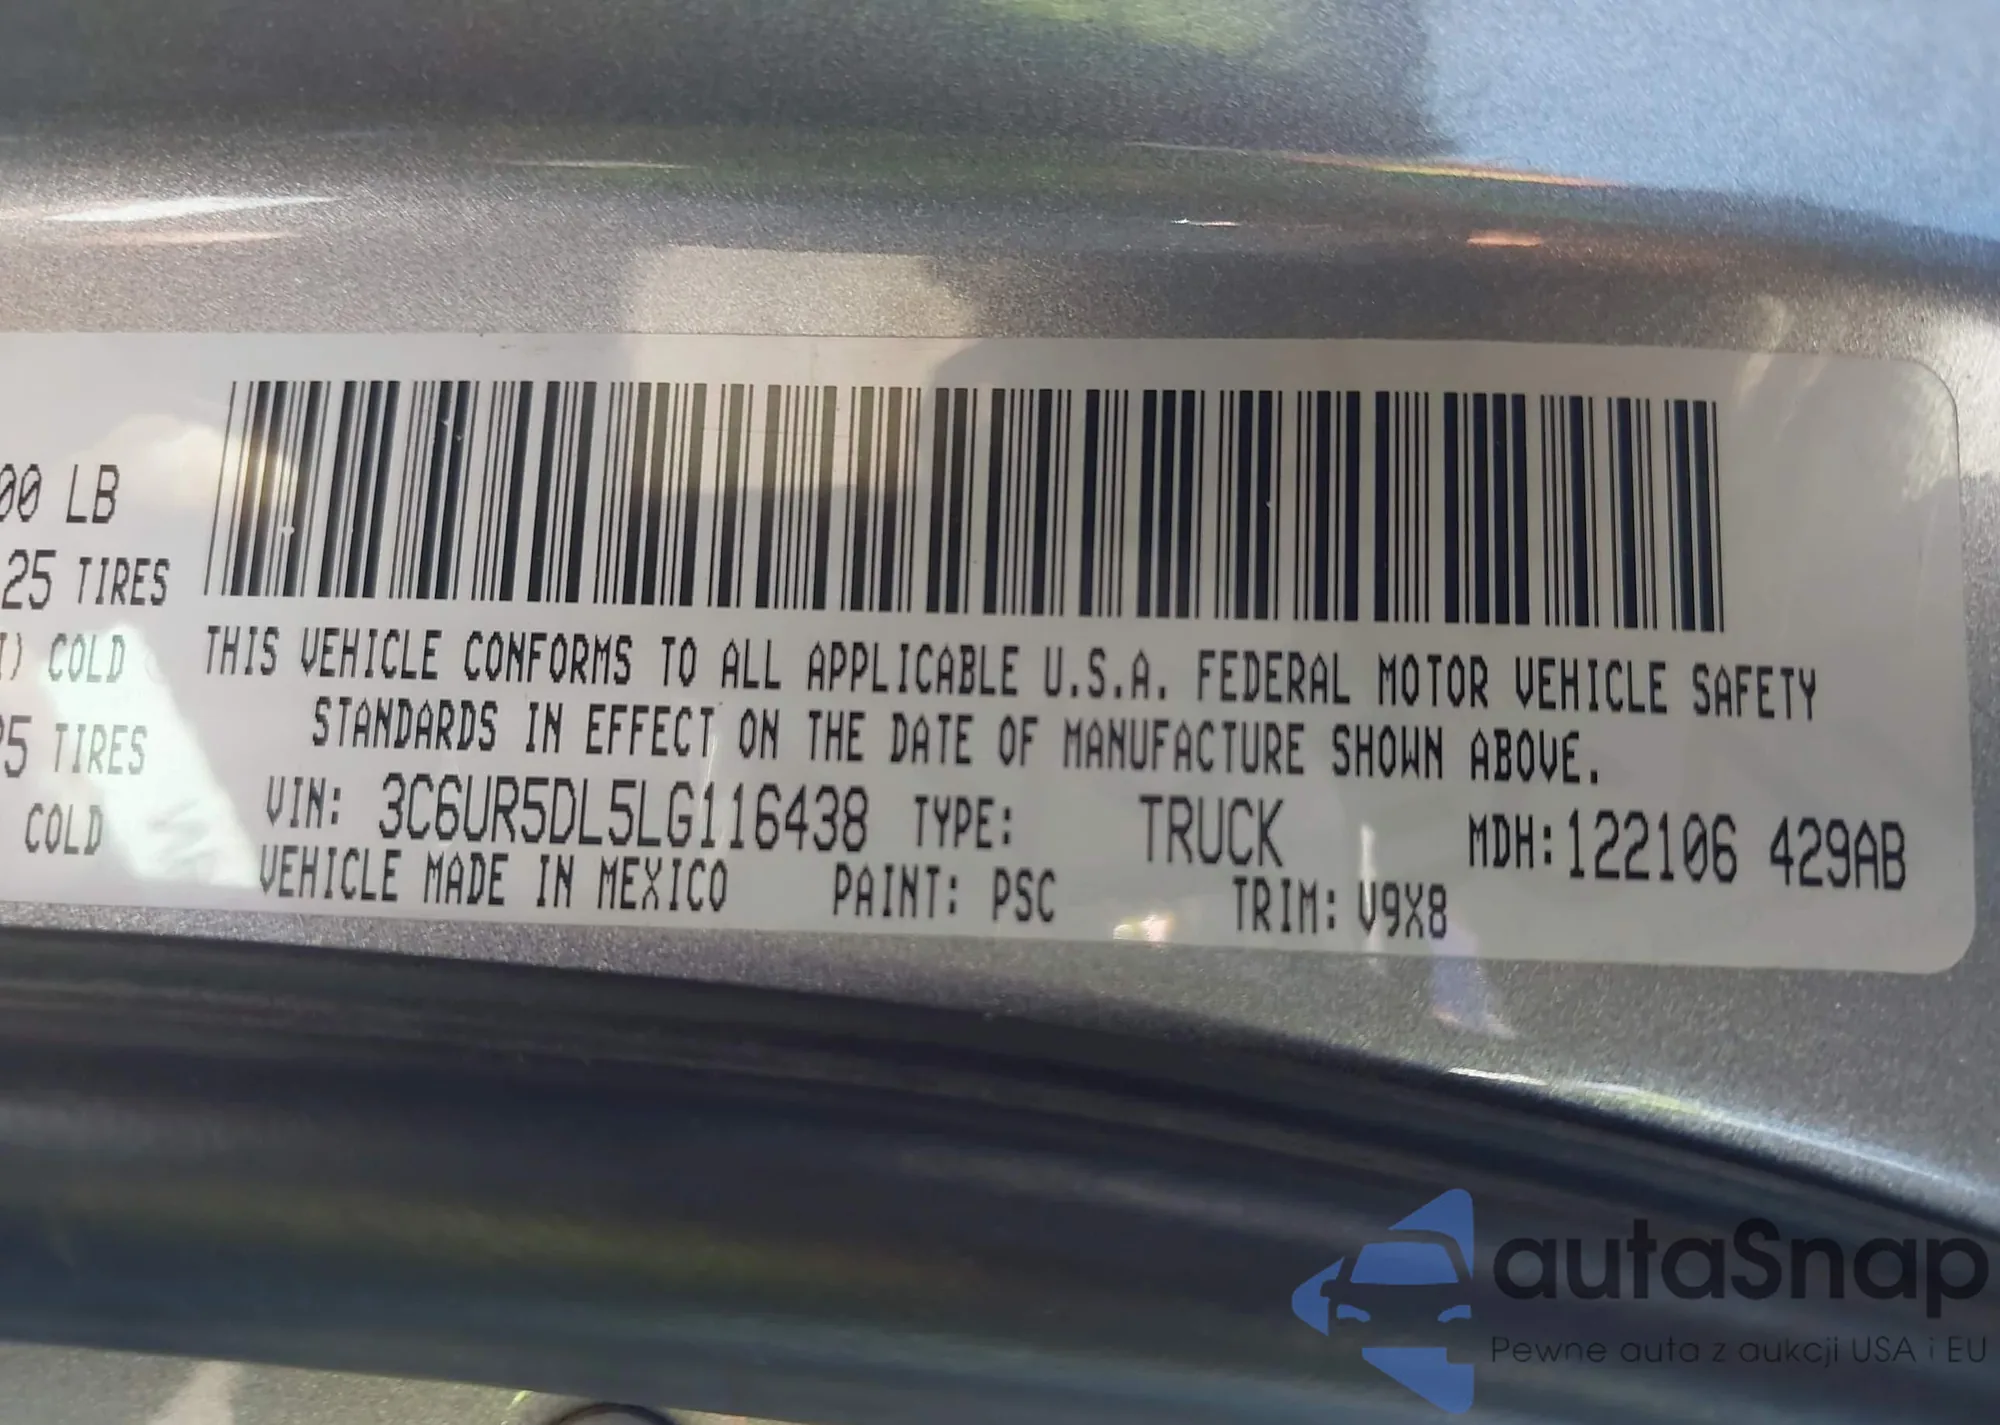 00 LB
25 TIRES
I) COLD
5 TIRES
COLD
THIS VEHICLE CONFORMS TO ALL APPLICABLE U.S.A. FEDERAL MOTOR VEHICLE SAFETY
STANDARDS IN EFFECT ON THE DATE OF MANUFACTURE SHOWN ABOVE.
VIN: 3C6UR5DL5LG116438 TYPE: TRUCK MDH:122106 429AB
VEHICLE MADE IN MEXICO PAINT: PSC TRIM: V9X8
autaSnap
Pewne auta z aukcji USA i EU